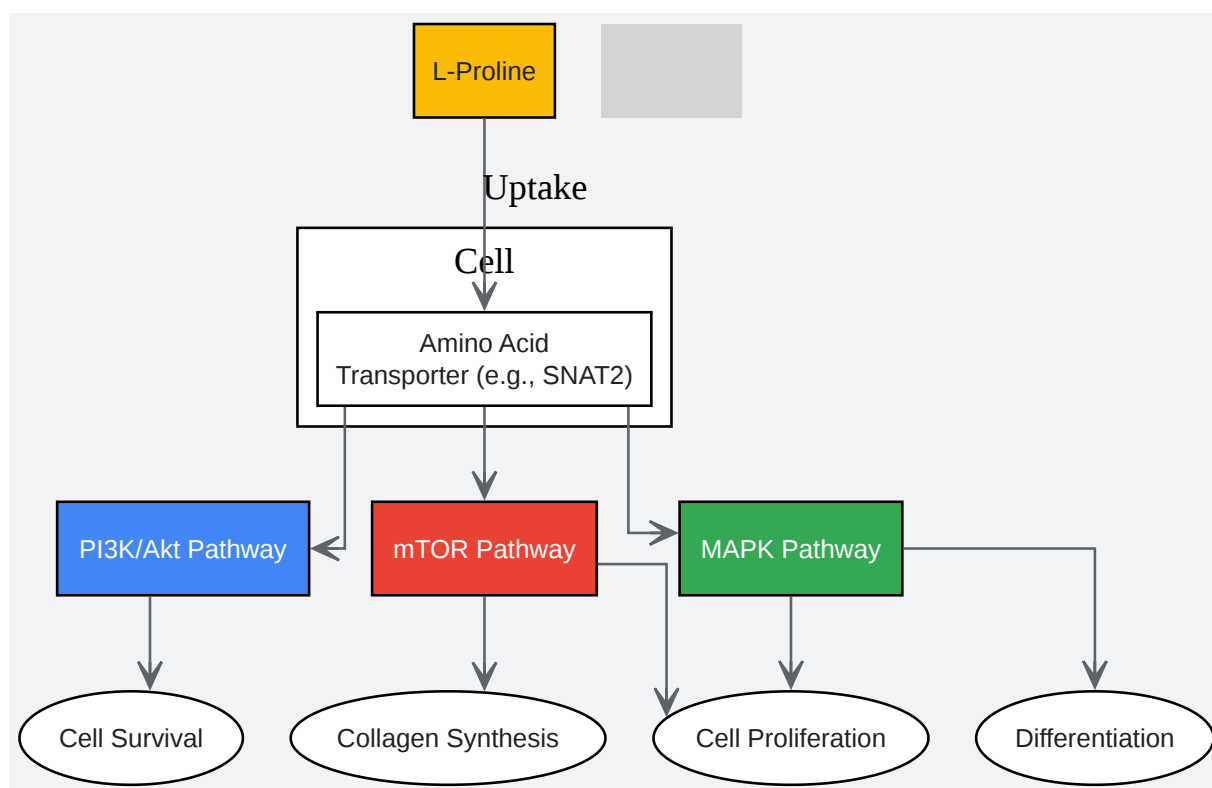 L-Proline
Uptake
Cell
Amino Acid
Transporter (e.g., SNAT2)
PI3K/Akt Pathway
mTOR Pathway
MAPK Pathway
Cell Survival
Collagen Synthesis
Cell Proliferation
Differentiation